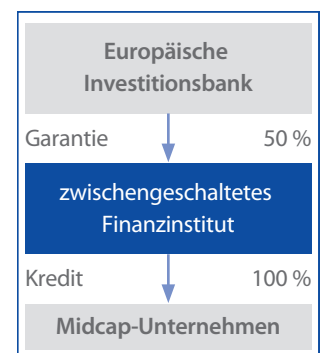 Europäische
Investitionsbank
Garantie 50 %
zwischengeschaltetes
Finanzinstitut
Kredit 100 %
Midcap-Unternehmen